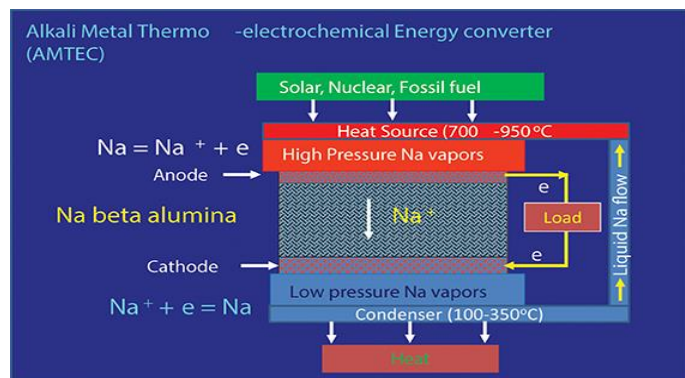 Alkali Metal Thermo -electrochemical Energy converter
(AMTEC)
Solar, Nuclear, Fossil fuel
Heat Source (700 -950°C
Na = Na + + e
High Pressure Na vapors
Anode
e
Na beta alumina
Na+
Load
Liquid Na flow
Cathode
e
Na+ + e = Na
Low pressure Na vapors
Condenser (100-350°C)
Heat